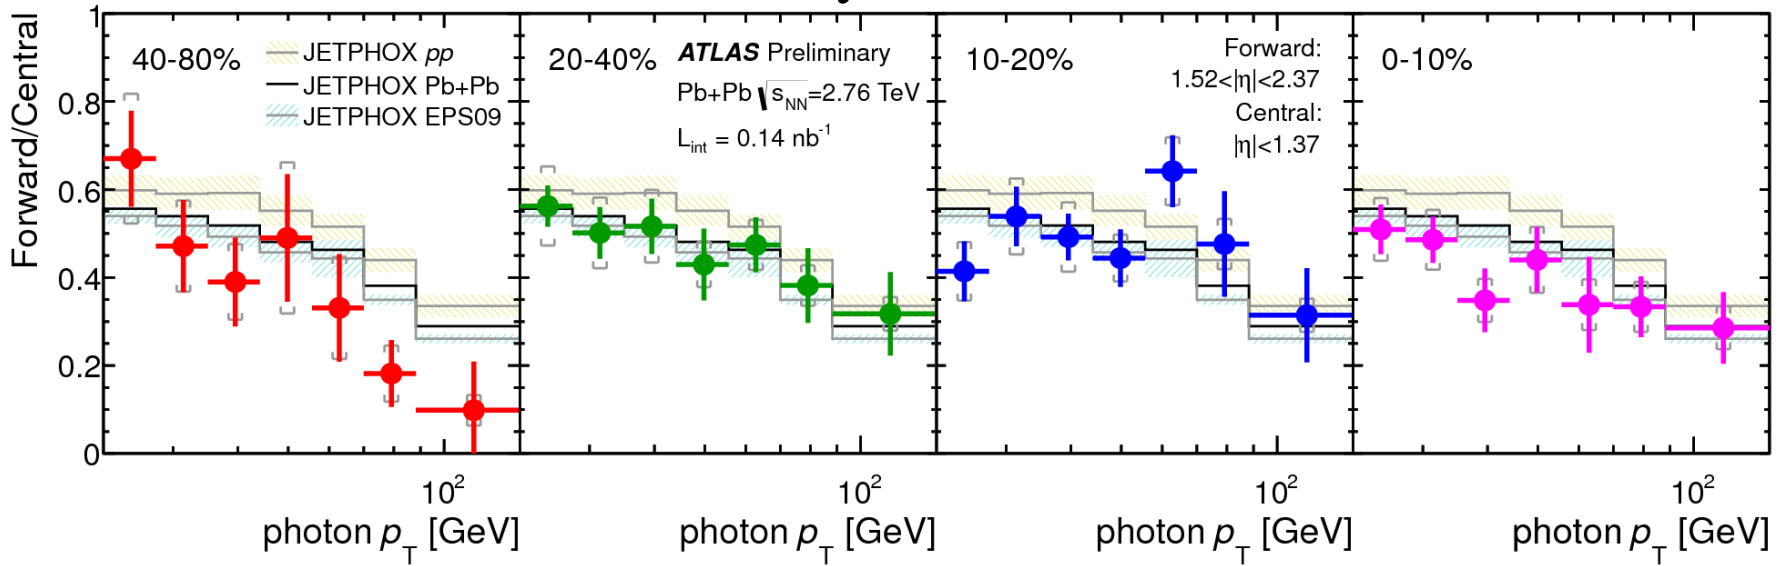 Forward/Central
1
0.8
0.6
0.4
0.2
0
40-80%
JETPHOX pp
JETPHOX Pb+Pb
JETPHOX EPS09
20-40%
ATLAS Preliminary
Pb+Pb √sNN=2.76 TeV
Lint = 0.14 nb-1
10-20%
Forward:
1.52<|η|<2.37
Central:
|η|<1.37
0-10%
10²
10²
10²
10²
photon pT [GeV]
photon pT [GeV]
photon pT [GeV]
photon pT [GeV]